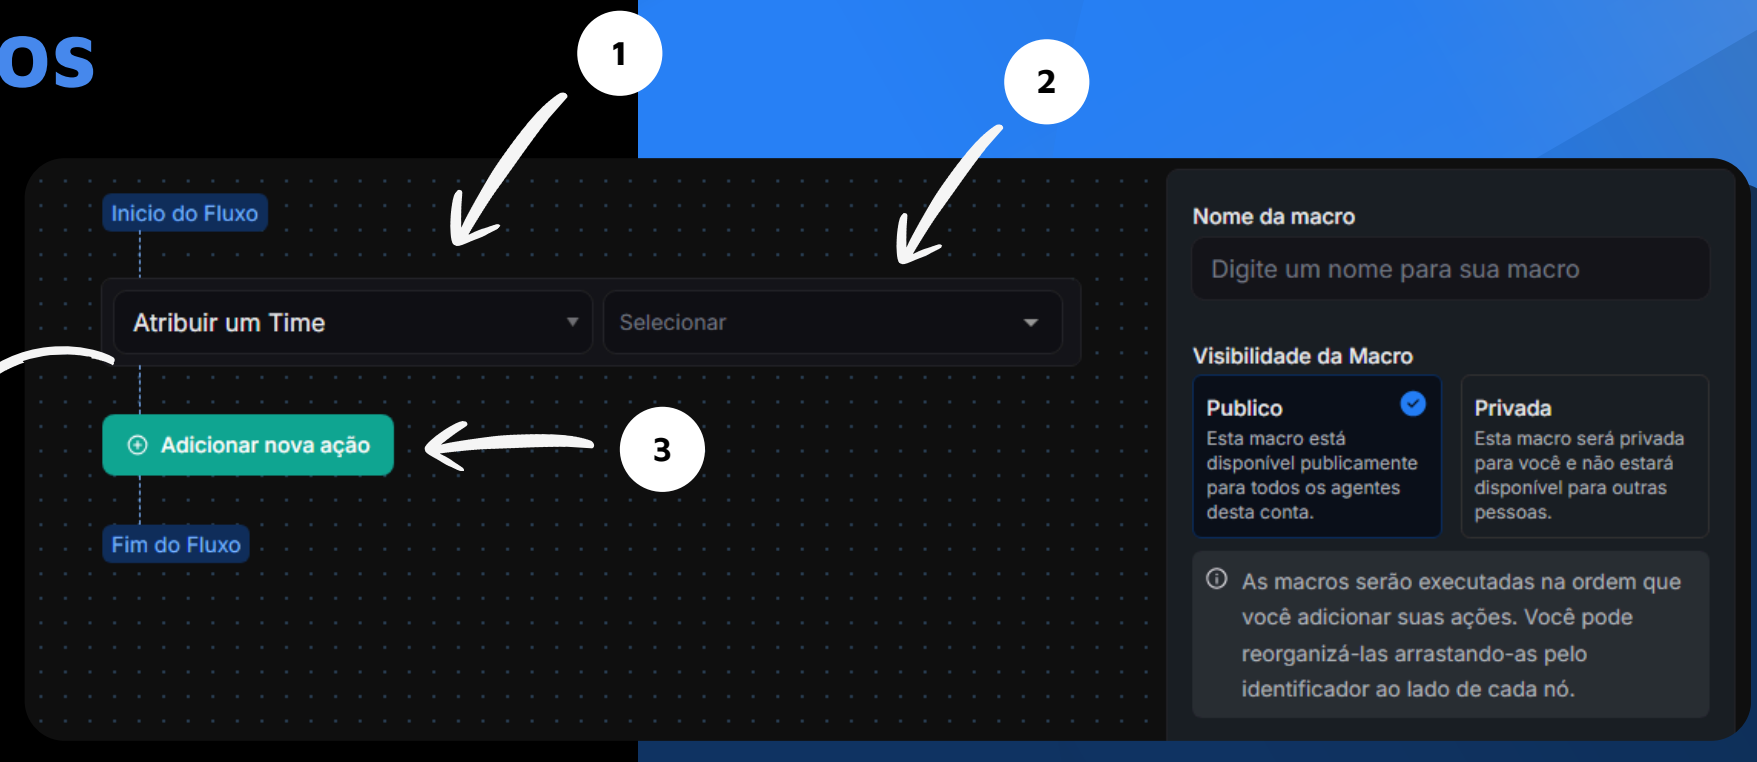 os
1
2
Inicio do Fluxo
Atribuir um Time
Selecionar
Adicionar nova ação
3
Fim do Fluxo
Nome da macro
Digite um nome para sua macro
Visibilidade da Macro
Publico
Esta macro está
disponível publicamente
para todos os agentes
desta conta.
Privada
Esta macro será privada
para você e não estará
disponível para outras
pessoas.
As macros serão executadas na ordem que
você adicionar suas ações. Você pode
reorganizá-las arrastando-as pelo
identificador ao lado de cada nó.